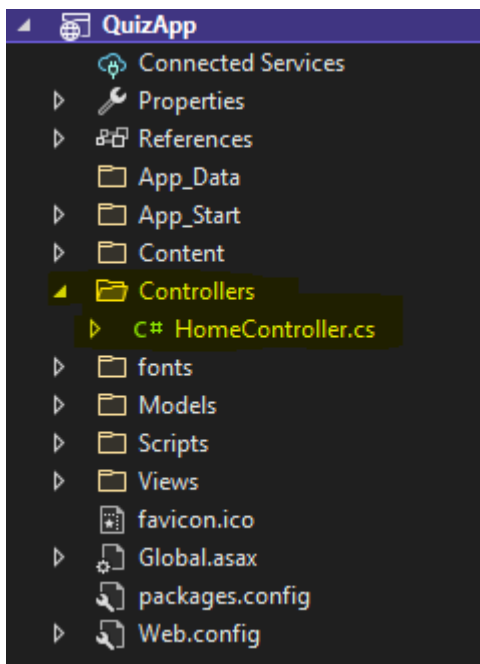 QuizApp
Connected Services
Properties
References
App_Data
App_Start
Content
Controllers
C# HomeController.cs
fonts
Models
Scripts
Views
favicon.ico
Global.asax
packages.config
Web.config